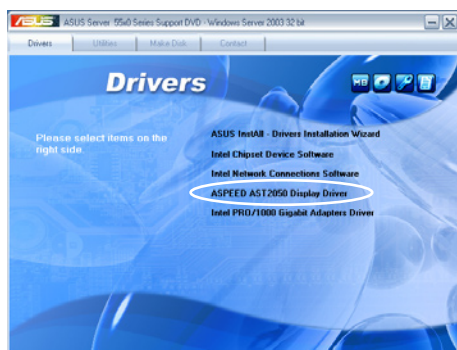 ASUS ASUS Server 55x0 Series Support DVD - Windows Server 2003 32 bit
Drivers Utilities Make Disk Contact
Drivers
MB
Please select items on the
right side.
ASUS InstAll - Drivers Installation Wizard
Intel Chipset Device Software
Intel Network Connections Software
ASPEED AST2050 Display Driver
Intel PRO/1000 Gigabit Adapters Driver